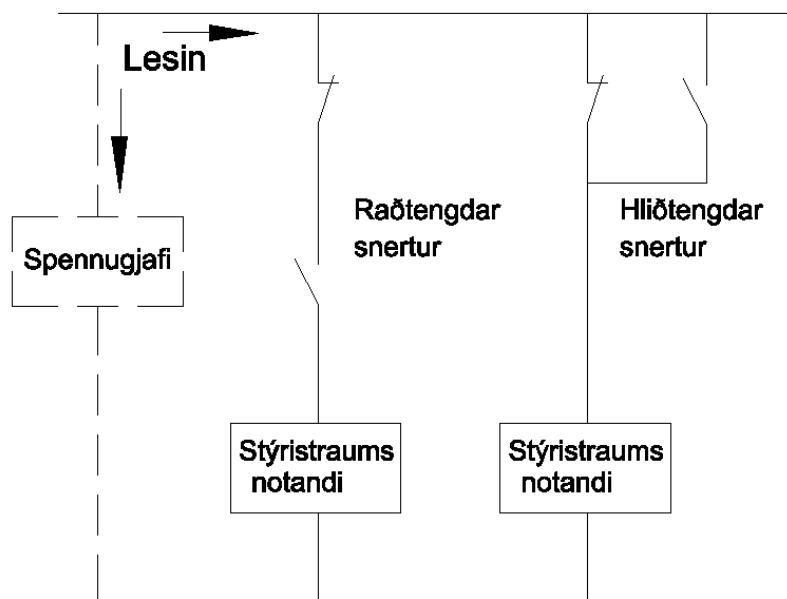 Lesin
Spennugjafi
Raðtengdar
snertur
Hliðtengdar
snertur
Stýristraums
notandi
Stýristraums
notandi